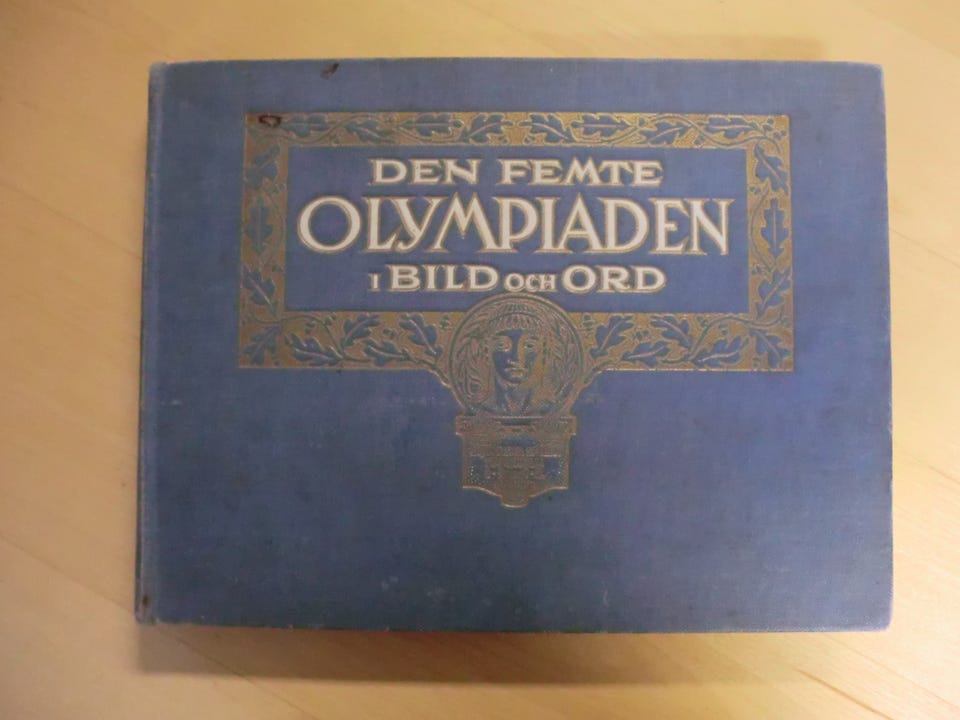 DEN FEMTE
OLYMPIADEN
I BILD OCH ORD